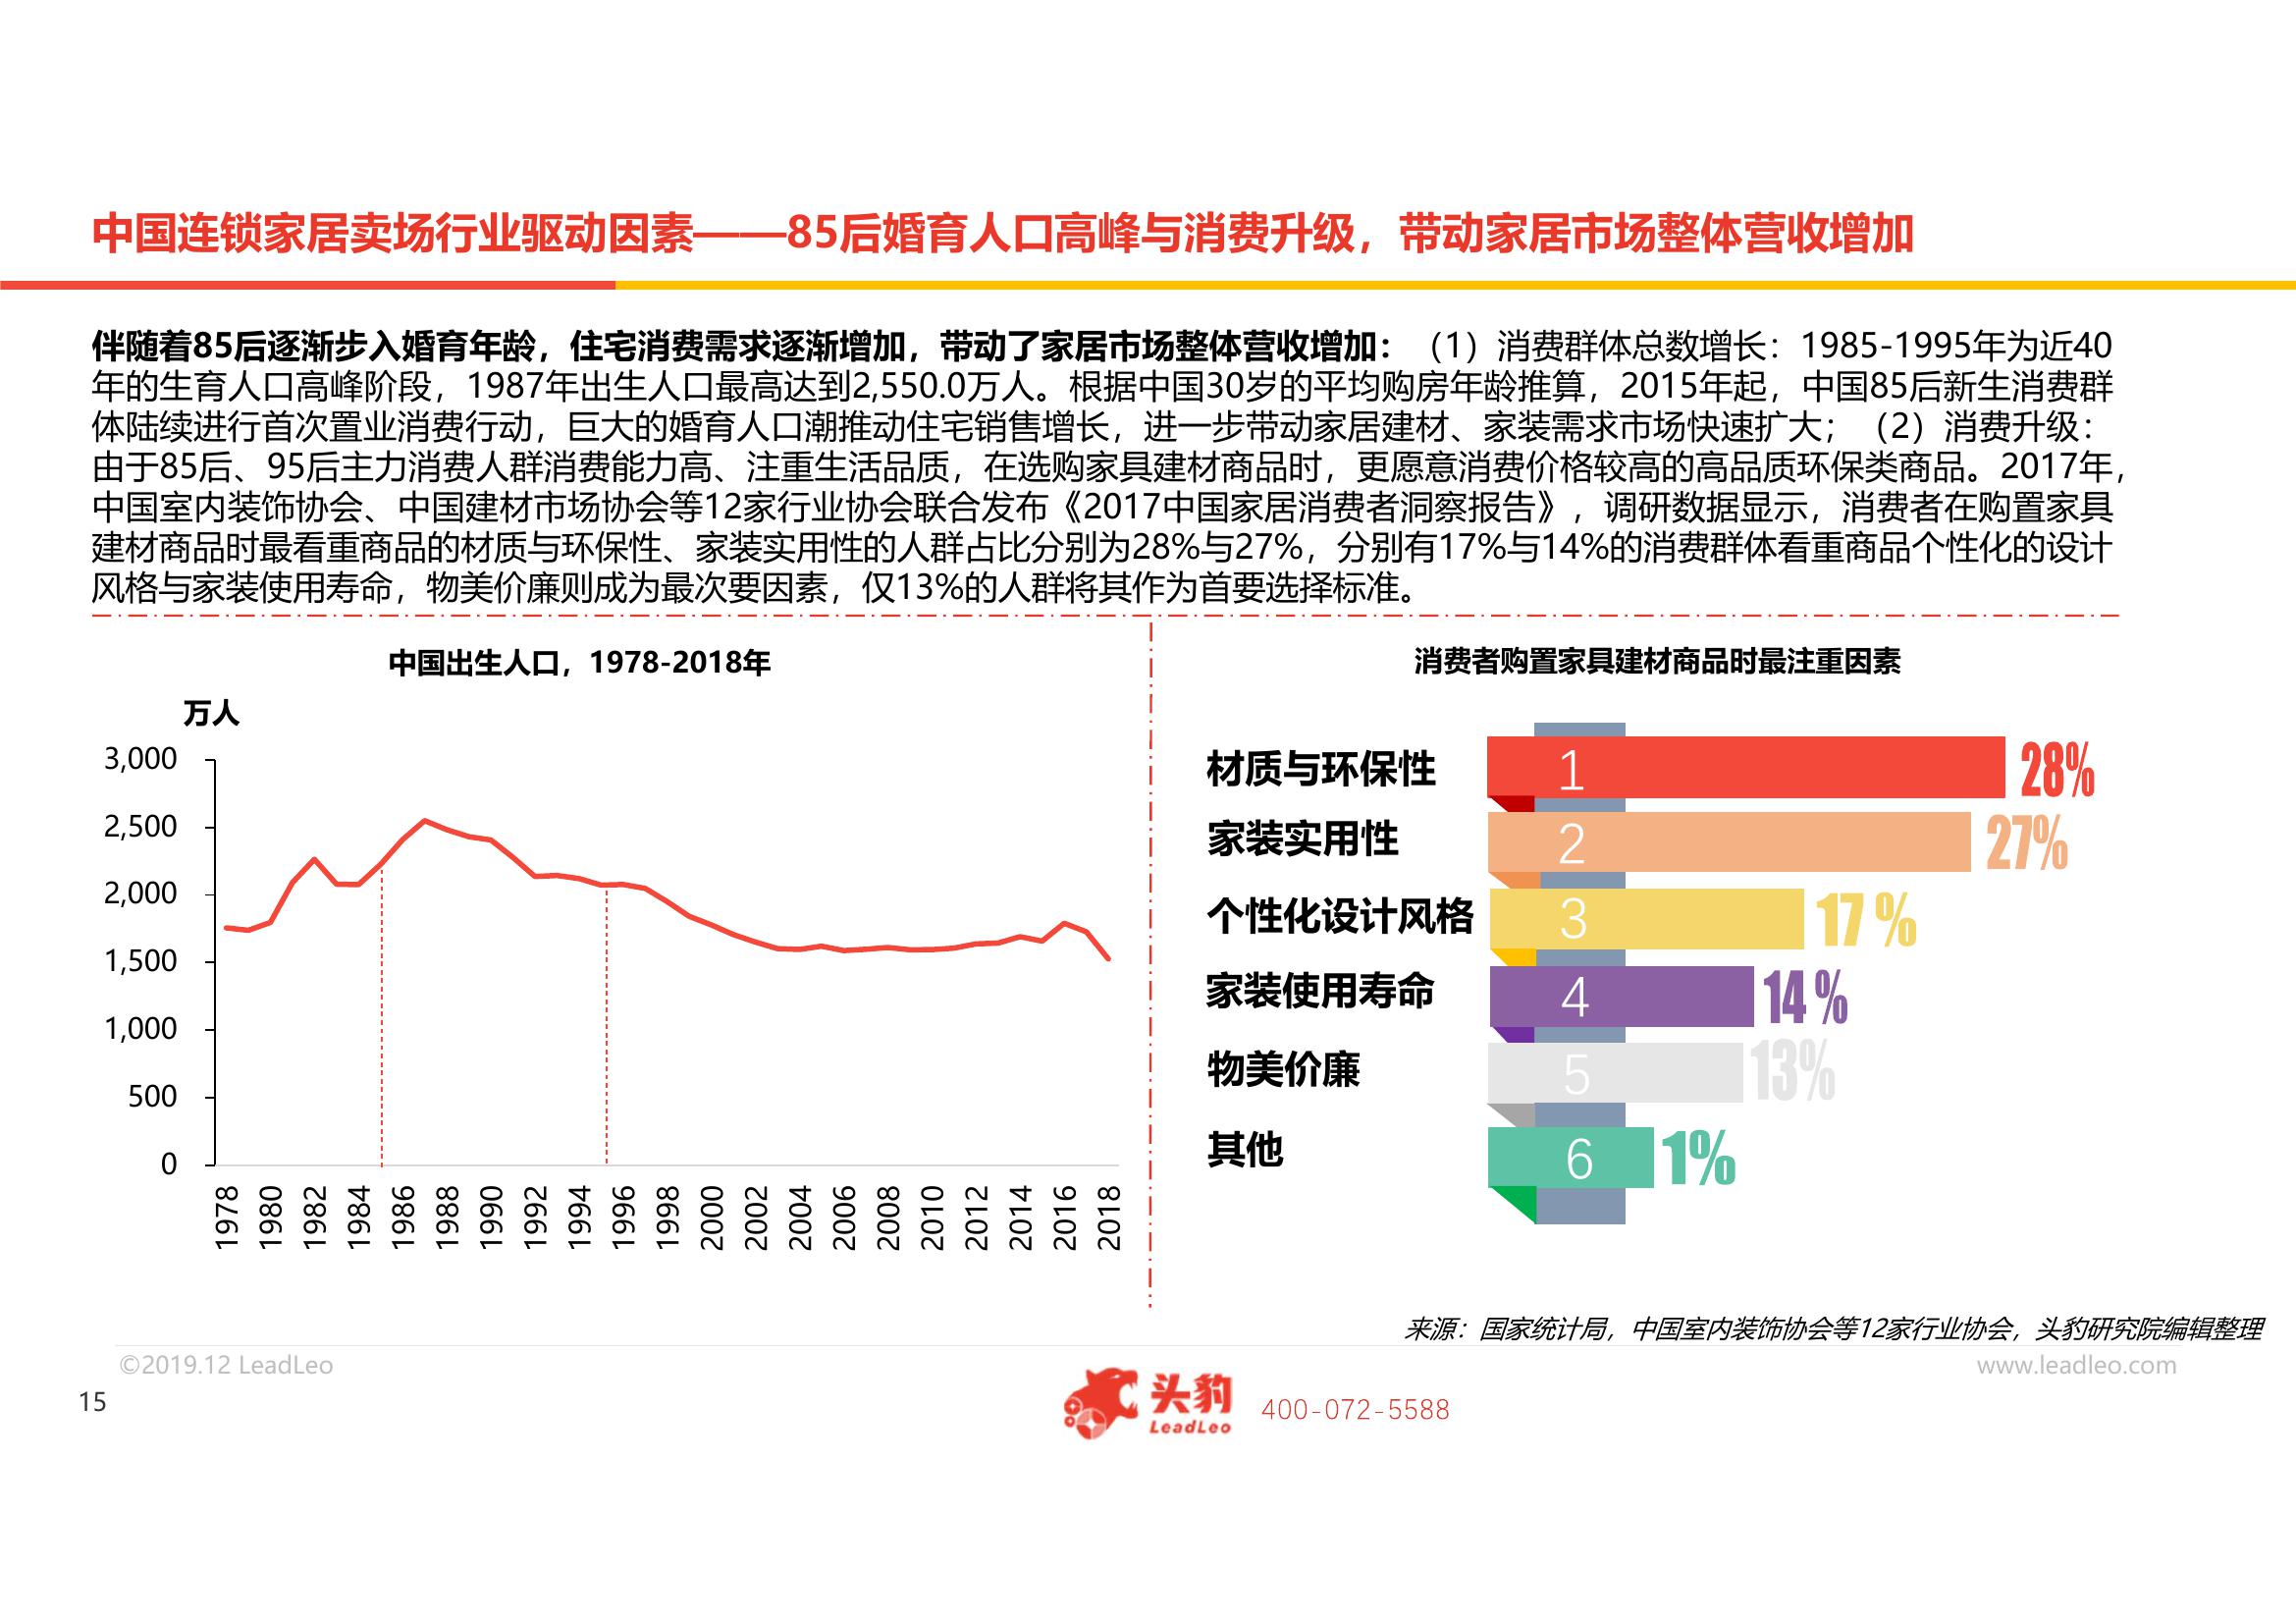 中国连锁家居卖场行业驱动因素——85后婚育人口高峰与消费升级，带动家居市场整体营收增加
伴随着85后逐渐步入婚育年龄，住宅消费需求逐渐增加，带动了家居市场整体营收增加：（1）消费群体总数增长：1985-1995年为近40
年的生育人口高峰阶段，1987年出生人口最高达到2,550.0万人。根据中国30岁的平均购房年龄推算，2015年起，中国85后新生消费群
体陆续进行首次置业消费行动，巨大的婚育人口潮推动住宅销售增长，进一步带动家居建材、家装需求市场快速扩大；（2）消费升级：
由于85后、95后主力消费人群消费能力高、注重生活品质，在选购家具建材商品时，更愿意消费价格较高的高品质环保类商品。2017年，
中国室内装饰协会、中国建材市场协会等12家行业协会联合发布《2017中国家居消费者洞察报告》，调研数据显示，消费者在购置家具
建材商品时最看重商品的材质与环保性、家装实用性的人群占比分别为28%与27%，分别有17%与14%的消费群体看重商品个性化的设计
风格与家装使用寿命，物美价廉则成为最次要因素，仅13%的人群将其作为首要选择标准。
中国出生人口，1978-2018年
万人
3,000
2,500
2,000
1,500
1,000
500
0
1978
1980
1982
1984
1986
1988
1990
1992
1994
1996
1998
2000
2002
2004
2006
2008
2010
2012
2014
2016
2018
消费者购置家具建材商品时最注重因素
材质与环保性 1 28%
家装实用性 2 27%
个性化设计风格 3 17%
家装使用寿命 4 14%
物美价廉 5 13%
其他 6 1%
来源：国家统计局，中国室内装饰协会等12家行业协会，头豹研究院编辑整理
©2019.12 LeadLeo
www.leadleo.com
15
头豹
LeadLeo
400-072-5588